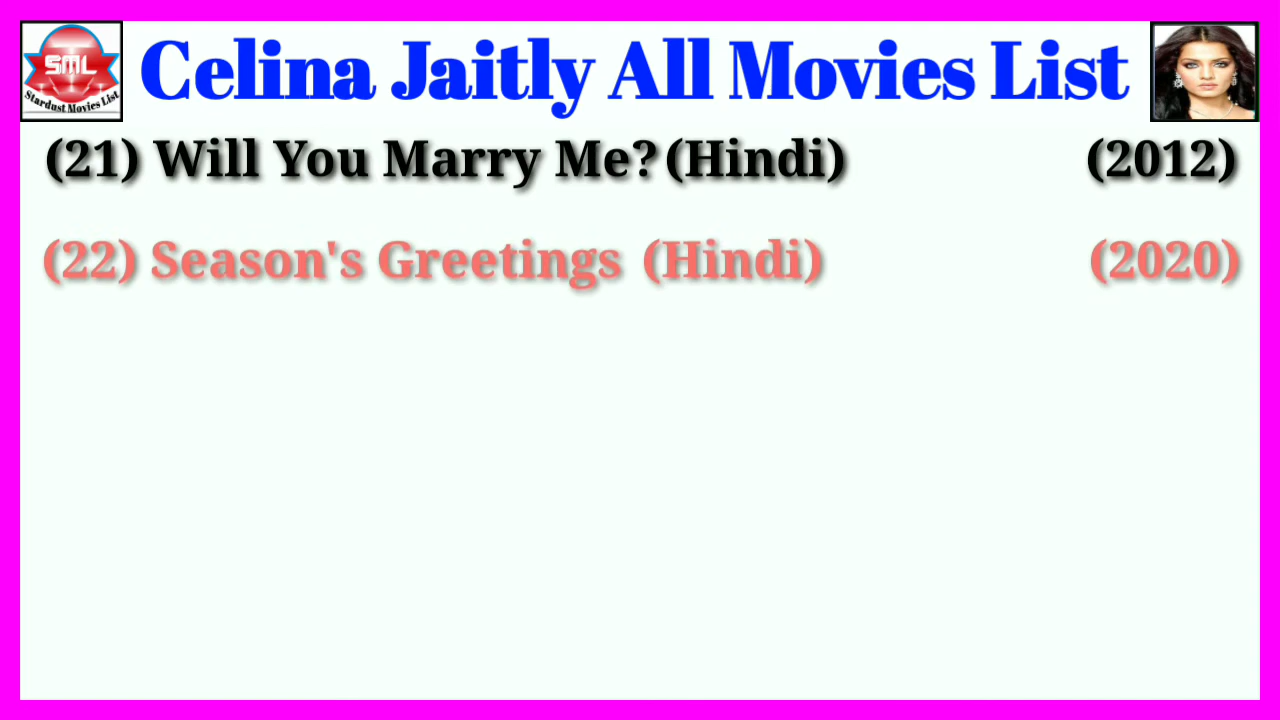 SML
Stardust Movies List
Celina Jaitly All Movies List
(21) Will You Marry Me? (Hindi) (2012)
(22) Season's Greetings (Hindi) (2020)